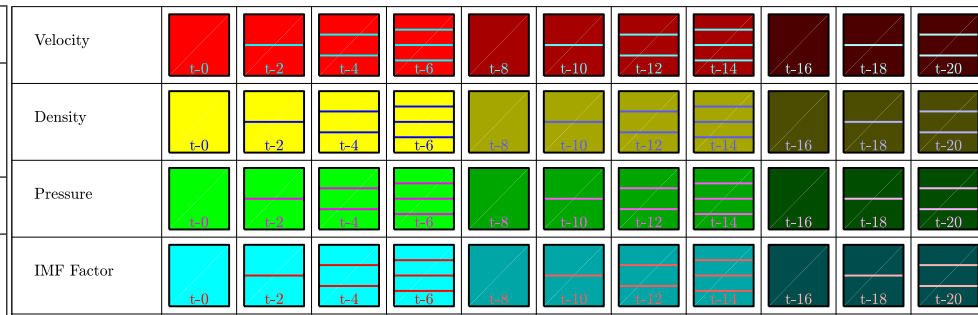 Velocity t-0 t-2 t-4 t-6 t-8 t-10 t-12 t-14 t-16 t-18 t-20
Density t-0 t-2 t-4 t-6 t-8 t-10 t-12 t-14 t-16 t-18 t-20
Pressure t-0 t-2 t-4 t-6 t-8 t-10 t-12 t-14 t-16 t-18 t-20
IMF Factor t-0 t-2 t-4 t-6 t-8 t-10 t-12 t-14 t-16 t-18 t-20